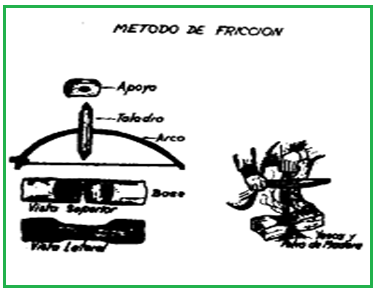 METODO DE FRICCION
Apoyo
Taladro
Arco
Base
Vista Superior
Vista Lateral
Yesca y
Polvo de Madera